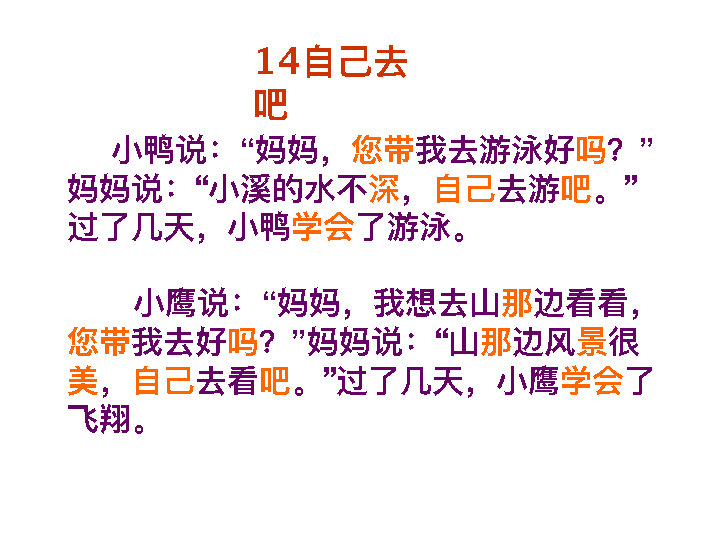 14自己去
吧
小鸭说：“妈妈，您带我去游泳好吗？”
妈妈说：“小溪的水不深，自己去游吧。”
过了几天，小鸭学会了游泳。
小鹰说：“妈妈，我想去山那边看看，
您带我去好吗？”妈妈说：“山那边风景很
美，自己去看吧。”过了几天，小鹰学会了
飞翔。